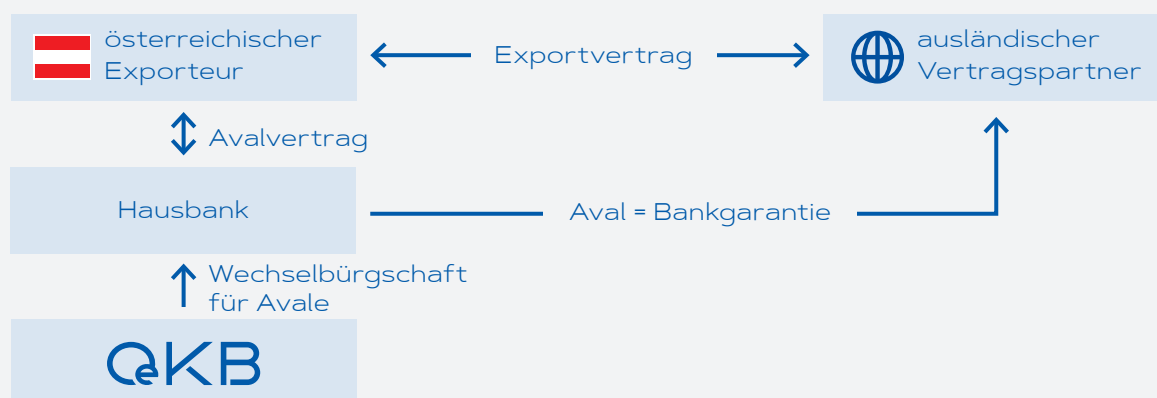 österreichischer
Exporteur
Exportvertrag
ausländischer
Vertragspartner
Avalvertrag
Hausbank
Aval = Bankgarantie
Wechselbürgschaft
für Avale
OeKB